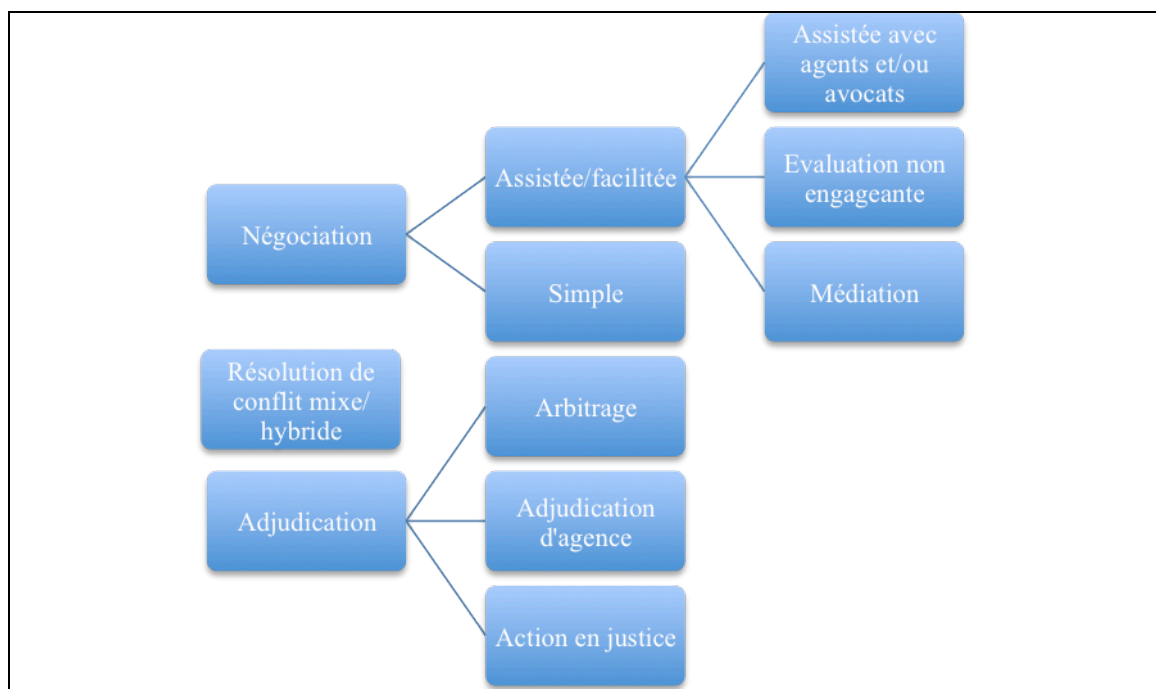 Assistée avec
agents et/ou
avocats
Assistée/facilitée
Evaluation non
engageante
Négociation
Simple
Médiation
Résolution de
conflit mixe/
hybride
Arbitrage
Adjudication
Adjudication
d'agence
Action en justice